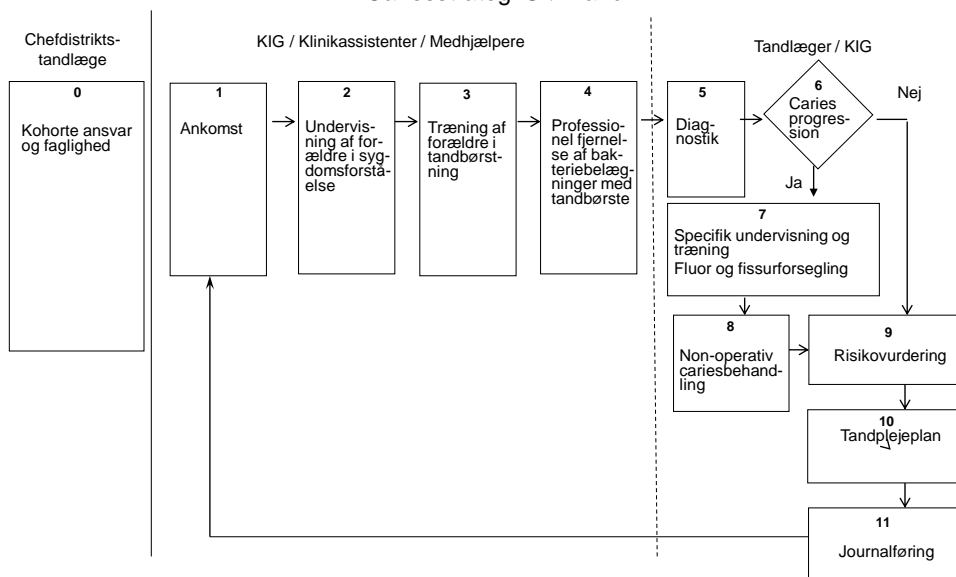 Chefdistrikts-
tandlæge
KIG / Klinikassistenter / Medhjælpere
Tandlæger / KIG
0
Kohorte ansvar
og faglighed
1
Ankomst
2
Undervis-
ning af for-
ældre i syg-
domsforstå-
else
3
Træning af
forældre i
tandbørst-
ning
4
Professio-
nel fjernel-
se af bak-
teriebelæg-
ninger med
tandbørste
5
Diag-
nostik
6
Caries
progres-
sion
Nej
Ja
7
Specifik undervisning og
træning
Fluor og fissurforsegling
8
Non-operativ
cariesbehand-
ling
9
Risikovurdering
10
Tandplejeplan
11
Journalføring